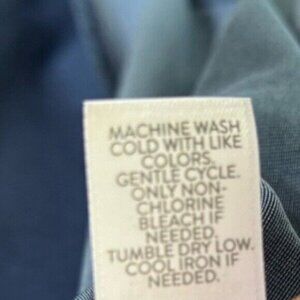 MACHINE WASH
COLD WITH LIKE
COLORS.
GENTLE CYCLE.
ONLY NON-
CHLORINE
BLEACH IF
NEEDED.
TUMBLE DRY LOW.
COOL IRON IF
NEEDED.